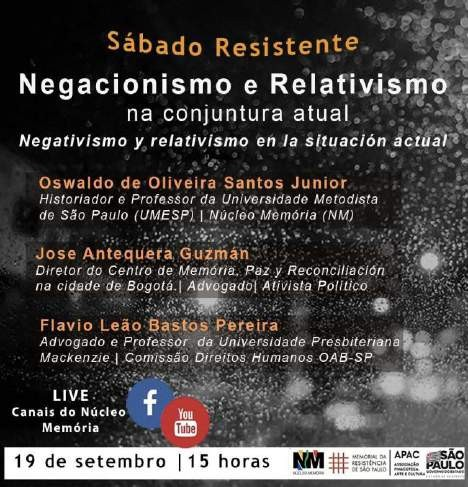 Sábado Resistente
Negacionismo e Relativismo
na conjuntura atual
Negativismo y relativismo en la situación actual
Oswaldo de Oliveira Santos Junior
Historiador e Professor da Universidade Metodista
de São Paulo (UMESP) | Núcleo Memória (NM)
Jose Antequera Guzmán
Diretor do Centro de Memória, Paz y Reconciliación
na cidade de Bogotá.| Advogado| Ativista Político
Flavio Leão Bastos Pereira
Advogado e Professor da Universidade Presbiteriana
Mackenzie | Comissão Direitos Humanos OAB-SP
LIVE
Canais do Núcleo
Memória
f
You
Tube
19 de setembro | 15 horas
NM
NÚCLEO MEMÓRIA
MEMORIAL DA
RESISTÊNCIA
DE SÃO PAULO
APAC
ASSOCIAÇÃO
PINACOTECA
ARTE E CULTURA
SÃO
PAULO
GOVERNO DO ESTADO